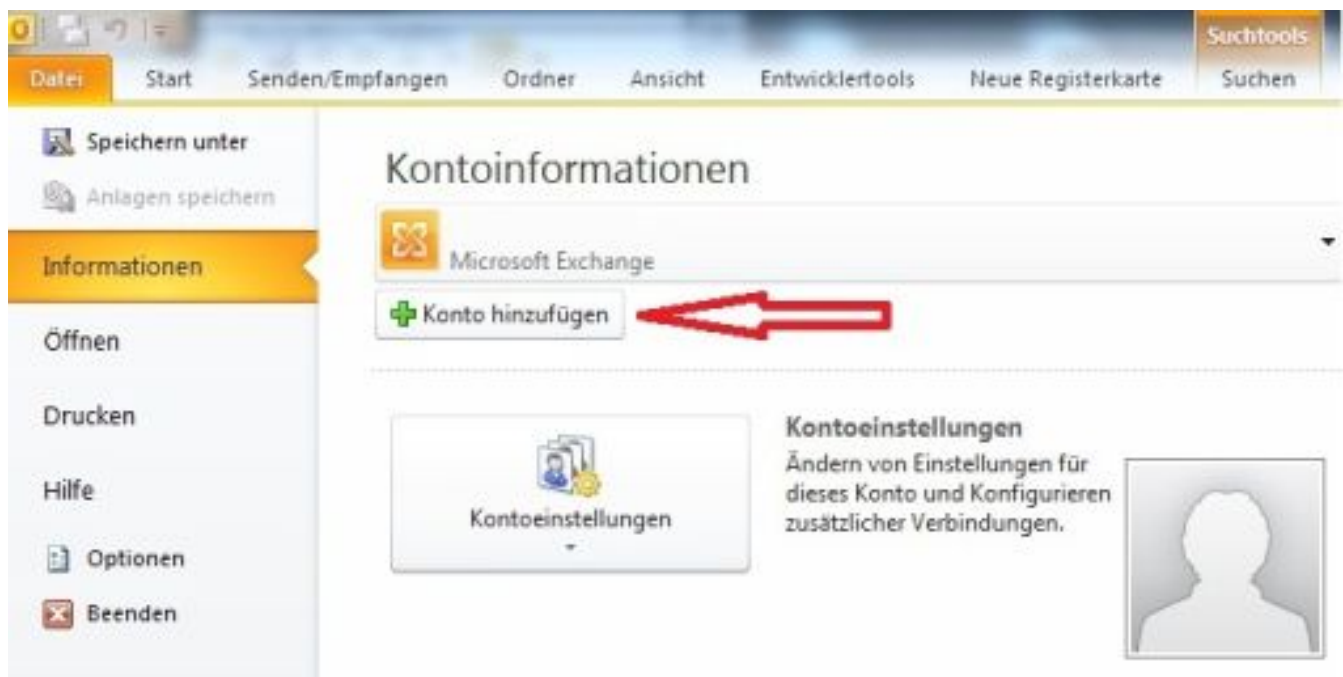 Suchtools
Datei Start Senden/Empfangen Ordner Ansicht Entwicklertools Neue Registerkarte Suchen
Speichern unter
Anlagen speichern
Informationen
Öffnen
Drucken
Hilfe
Optionen
Beenden
Kontoinformationen
Microsoft Exchange
Konto hinzufügen
Kontoeinstellungen
Kontoeinstellungen
Ändern von Einstellungen für
dieses Konto und Konfigurieren
zusätzlicher Verbindungen.